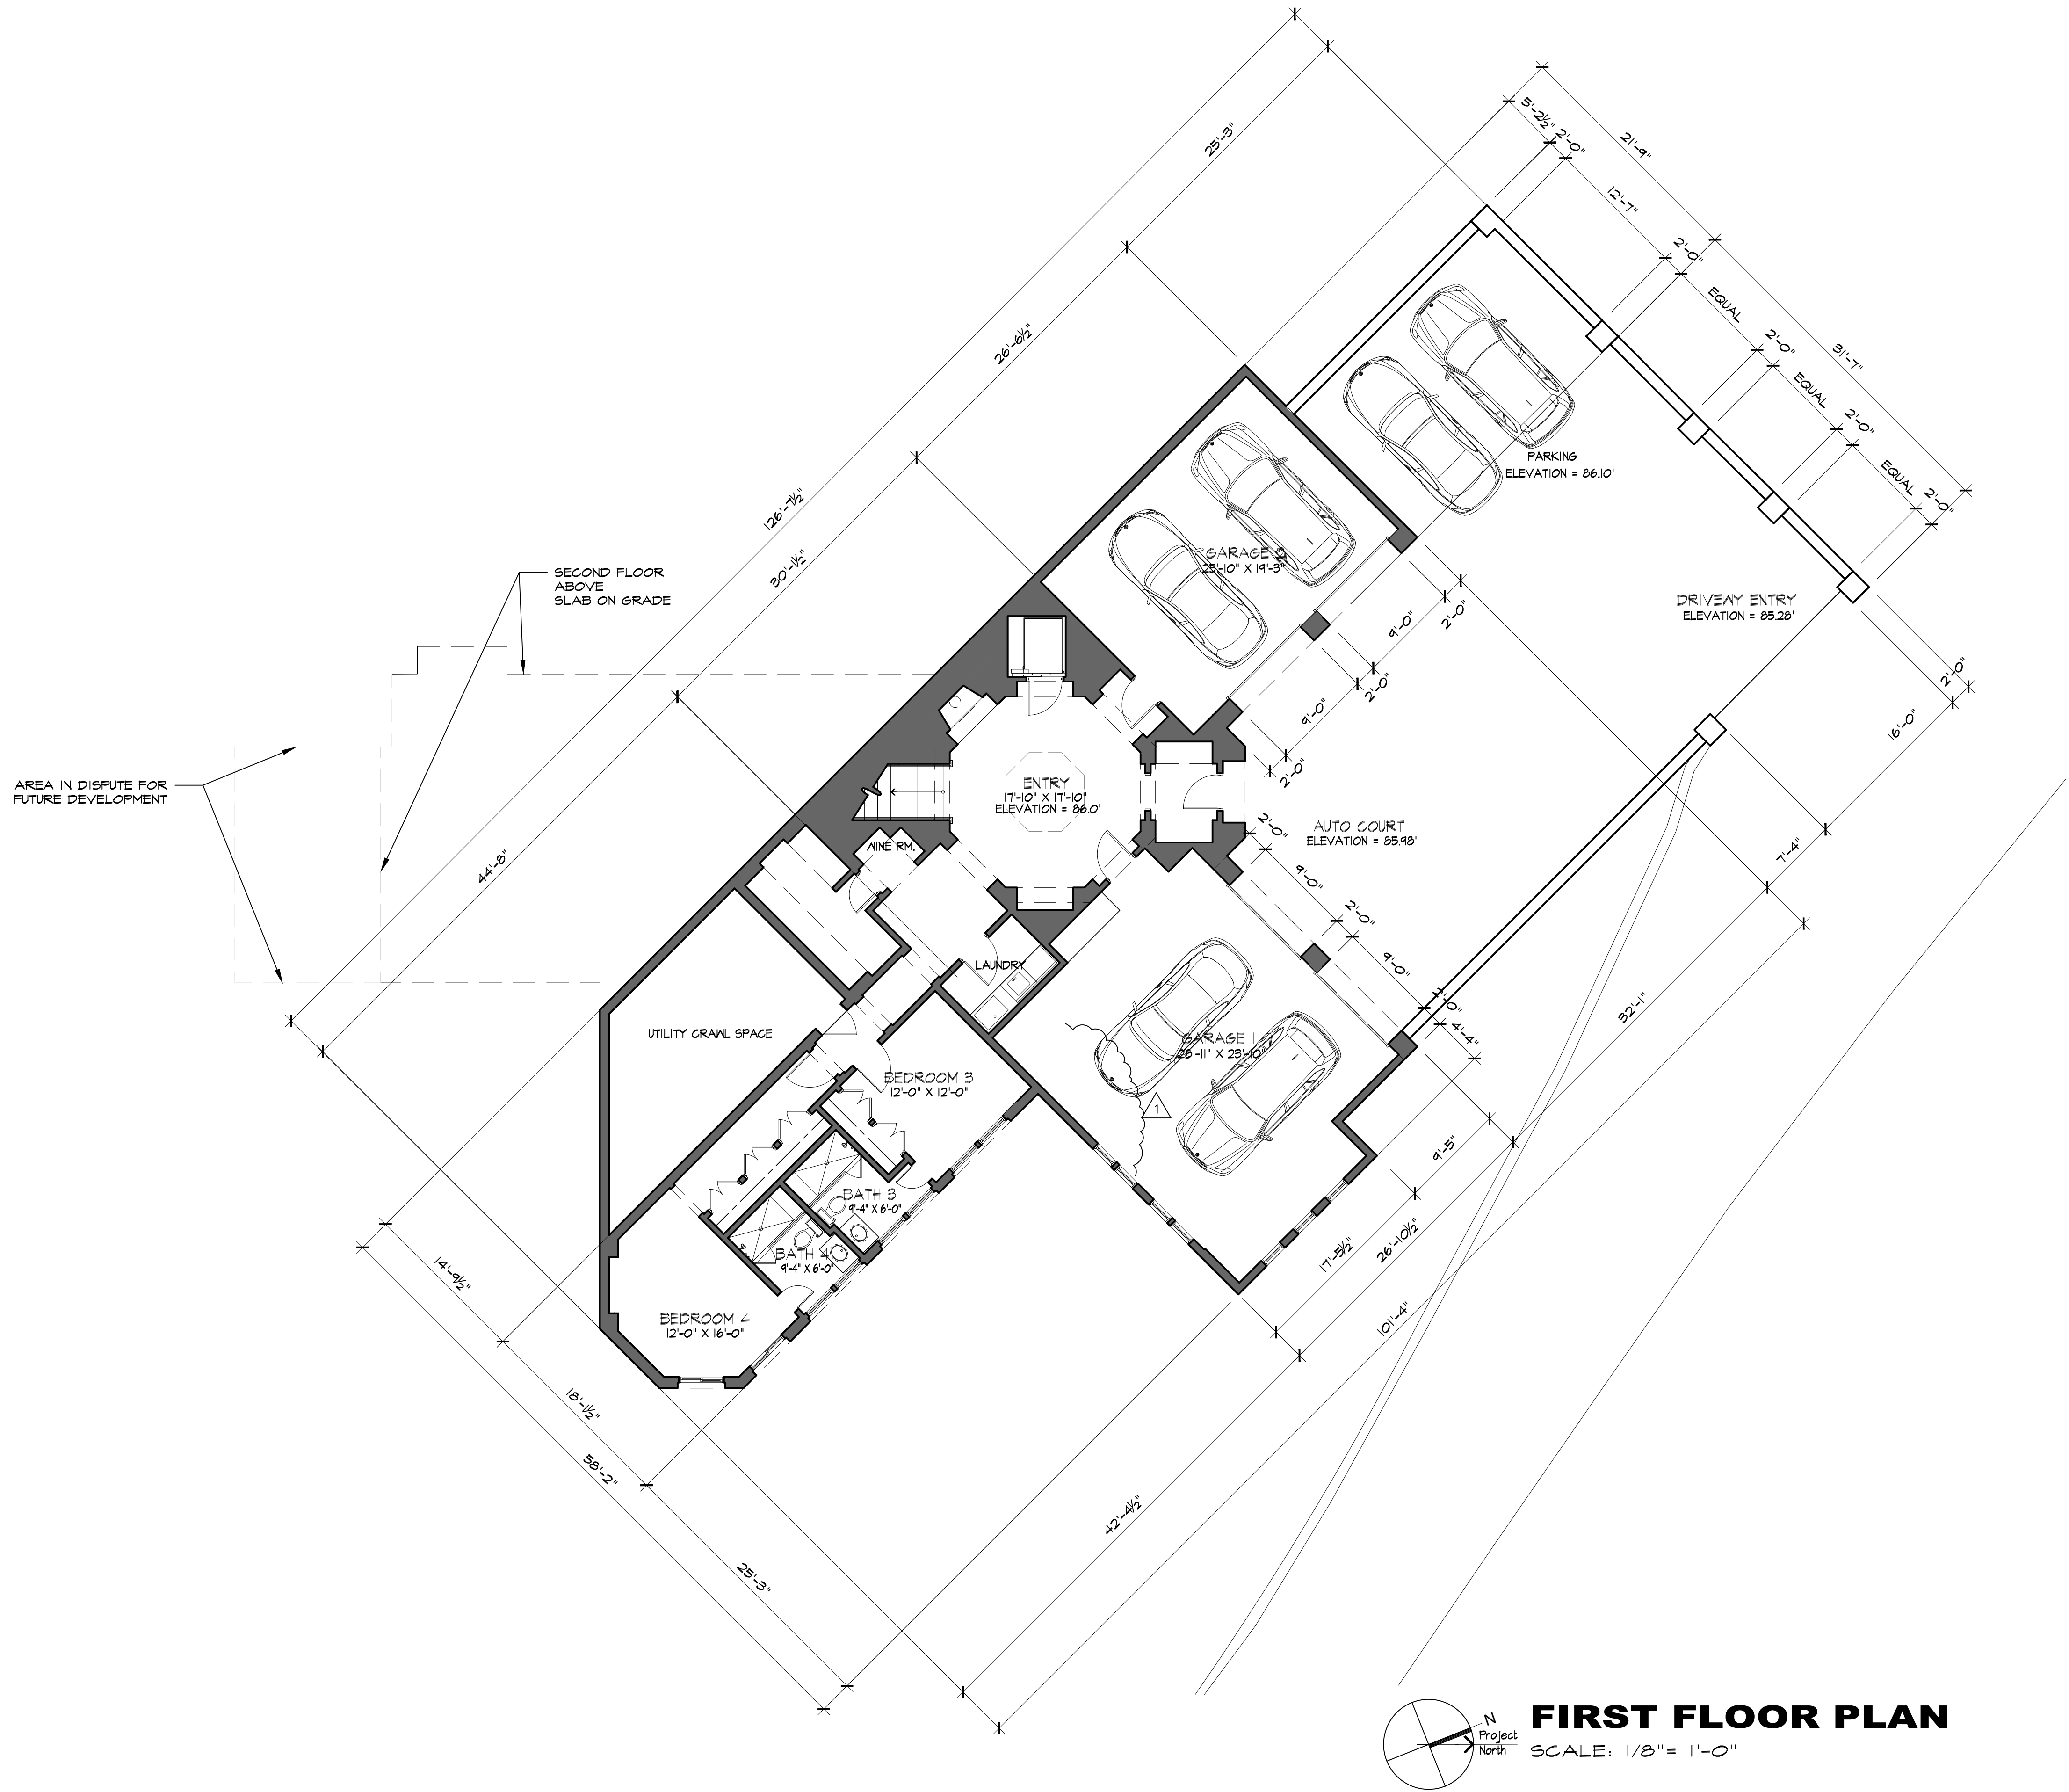 25'-3"
5'-2½"
2'-0"
21'-9"
12'-7"
2'-0"
EQUAL
2'-0"
31'-7"
EQUAL
2'-0"
EQUAL
2'-0"
26'-6½"
126'-7½"
30'-1½"
44'-8"
PARKING
ELEVATION = 86.10'
GARAGE 2
25'-10" X 19'-3"
9'-0"
2'-0"
2'-0"
9'-0"
2'-0"
DRIVEWY ENTRY
ELEVATION = 85.28'
2'-0"
16'-0"
7'-4"
SECOND FLOOR
ABOVE
SLAB ON GRADE
AREA IN DISPUTE FOR
FUTURE DEVELOPMENT
ENTRY
17'-10" X 17'-10"
ELEVATION = 86.0'
AUTO COURT
ELEVATION = 85.98'
WINE RM.
2'-0"
9'-0"
2'-0"
9'-0"
2'-0"
4'-4"
32'-1"
LAUNDRY
UTILITY CRAWL SPACE
GARAGE 1
28'-11" X 23'-10"
1
BEDROOM 3
12'-0" X 12'-0"
BATH 3
9'-4" X 6'-0"
BATH 4
9'-4" X 6'-0"
BEDROOM 4
12'-0" X 16'-0"
9'-5"
17'-5½"
26'-10½"
101'-4"
14'-9½"
18'-1½"
58'-2"
25'-3"
42'-4½"
N
Project
North
FIRST FLOOR PLAN
SCALE: 1/8"= 1'-0"